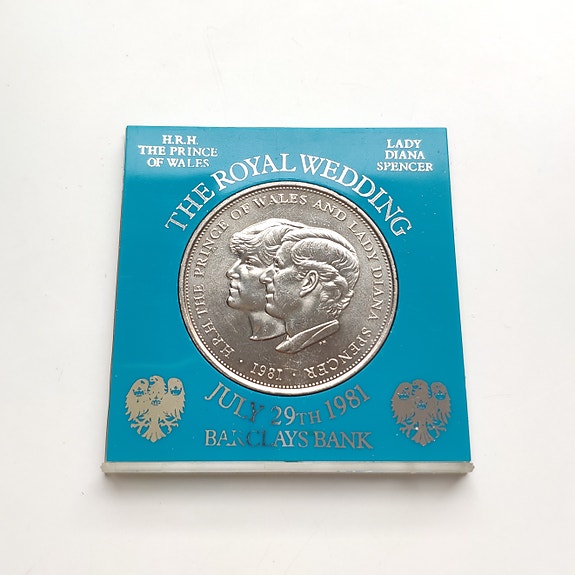 H.R.H.
THE PRINCE
OF WALES
LADY
DIANA
SPENCER
THE ROYAL WEDDING
H.R.H. THE PRINCE OF WALES AND LADY DIANA SPENCER
· 1981 ·
JULY 29TH 1981
BARCLAYS BANK